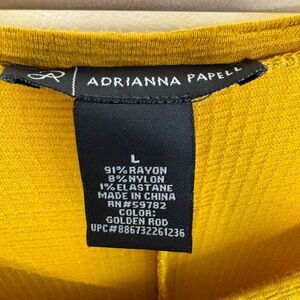 ADRIANNA PAPELL
L
91% RAYON
8% NYLON
1% ELASTANE
MADE IN CHINA
RN#59782
COLOR:
GOLDEN ROD
UPC#886732261236